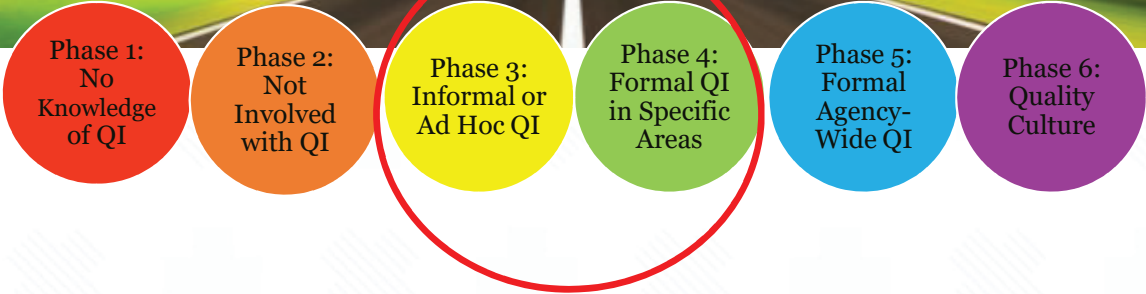 Phase 1:
No
Knowledge
of QI
Phase 2:
Not
Involved
with QI
Phase 3:
Informal or
Ad Hoc QI
Phase 4:
Formal QI
in Specific
Areas
Phase 5:
Formal
Agency-
Wide QI
Phase 6:
Quality
Culture